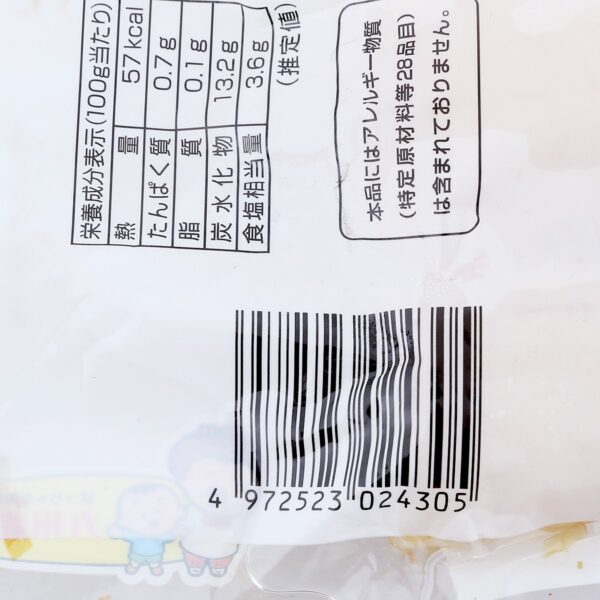 栄養成分表示(100g当たり)
熱量 57kcal
たんぱく質 0.7g
脂質 0.1g
炭水化物 13.2g
食塩相当量 3.6g
(推定値)
本品にはアレルギー物質
(特定原材料等28品目)
は含まれておりません。
4 972523 024305